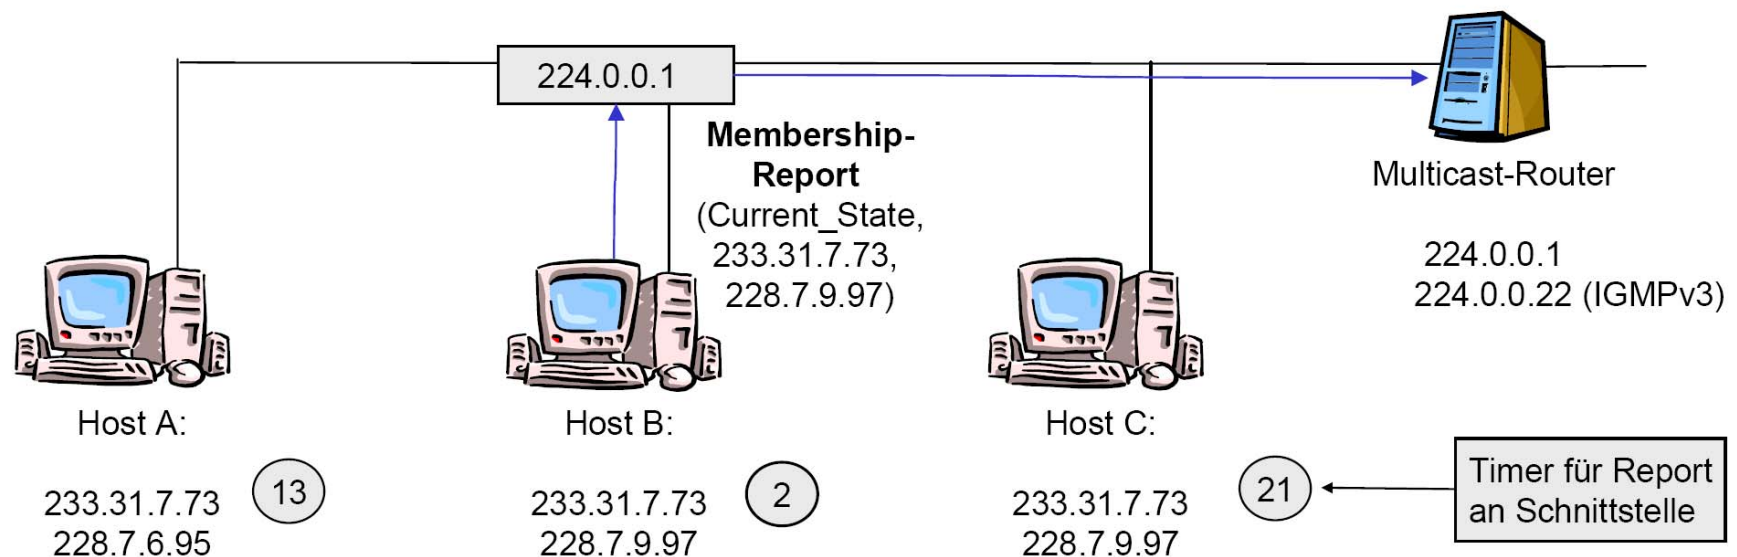 224.0.0.1
Membership-
Report
(Current_State,
233.31.7.73,
228.7.9.97)
Multicast-Router
224.0.0.1
224.0.0.22 (IGMPv3)
Host A:
233.31.7.73
228.7.6.95
13
Host B:
233.31.7.73
228.7.9.97
2
Host C:
233.31.7.73
228.7.9.97
21
Timer für Report
an Schnittstelle